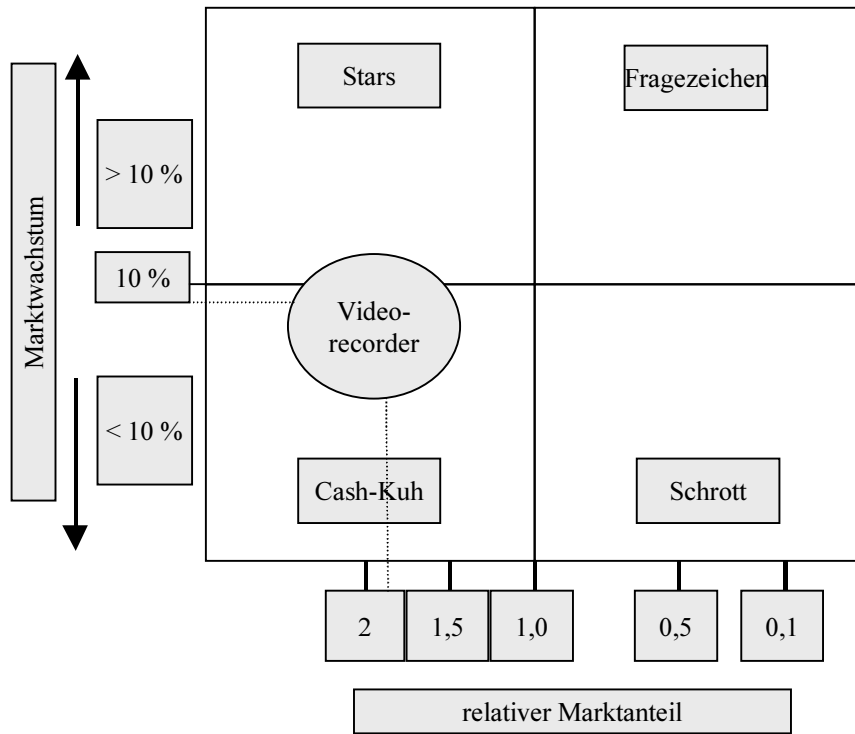 Stars
Fragezeichen
Marktwachstum
> 10 %
10 %
Video-
recorder
< 10 %
Cash-Kuh
Schrott
2
1,5
1,0
0,5
0,1
relativer Marktanteil